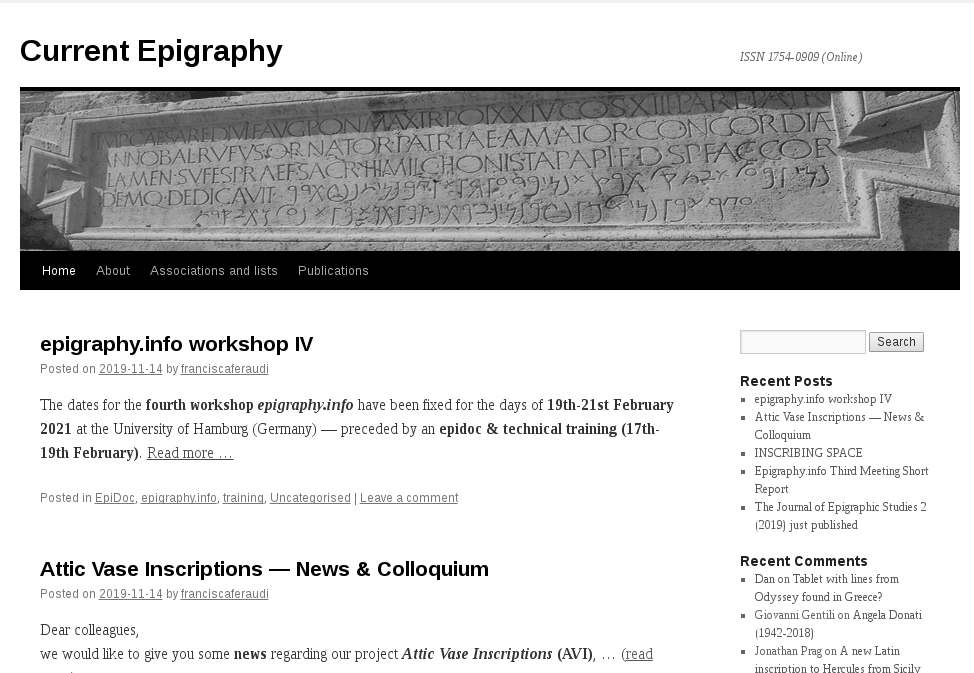 Current Epigraphy
ISSN 1754-0909 (Online)
ANNOBALRVFVS ORNATOR PATRIAE AMATOR CONCORDIAE
DEMO DEDICAVIT
Home About Associations and lists Publications
epigraphy.info workshop IV
Posted on 2019-11-14 by franciscaferaudi
The dates for the fourth workshop epigraphy.info have been fixed for the days of 19th-21st February
2021 at the University of Hamburg (Germany) — preceded by an epidoc & technical training (17th-
19th February). Read more …
Posted in EpiDoc, epigraphy.info, training, Uncategorised | Leave a comment
Attic Vase Inscriptions — News & Colloquium
Posted on 2019-11-14 by franciscaferaudi
Dear colleagues,
we would like to give you some news regarding our project Attic Vase Inscriptions (AVI), … (read
Search
Recent Posts
epigraphy.info workshop IV
Attic Vase Inscriptions — News &
Colloquium
INSCRIBING SPACE
Epigraphy.info Third Meeting Short
Report
The Journal of Epigraphic Studies 2
(2019) just published
Recent Comments
Dan on Tablet with lines from
Odyssey found in Greece?
Giovanni Gentili on Angela Donati
(1942-2018)
Jonathan Prag on A new Latin
inscription to Hercules from Sicily